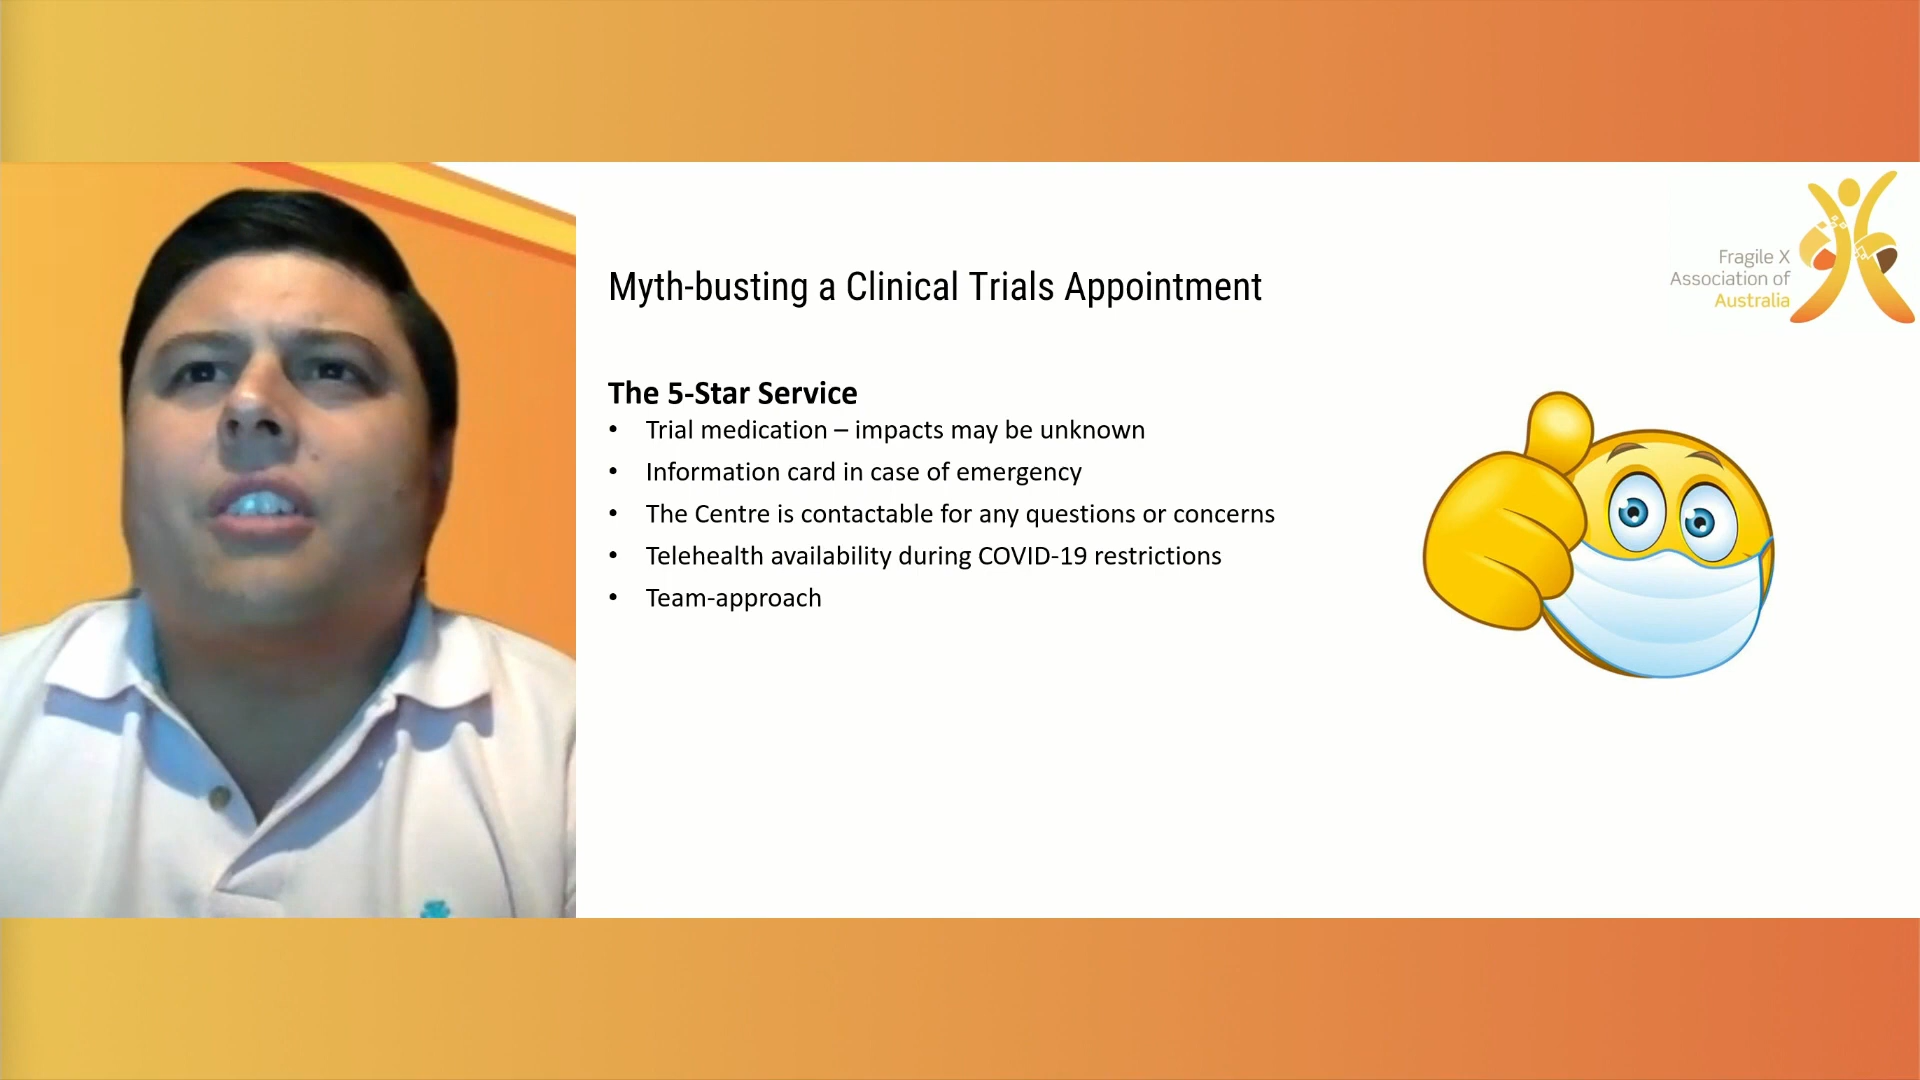 Myth-busting a Clinical Trials Appointment
Fragile X
Association of
Australia
The 5-Star Service
• Trial medication – impacts may be unknown
• Information card in case of emergency
• The Centre is contactable for any questions or concerns
• Telehealth availability during COVID-19 restrictions
• Team-approach